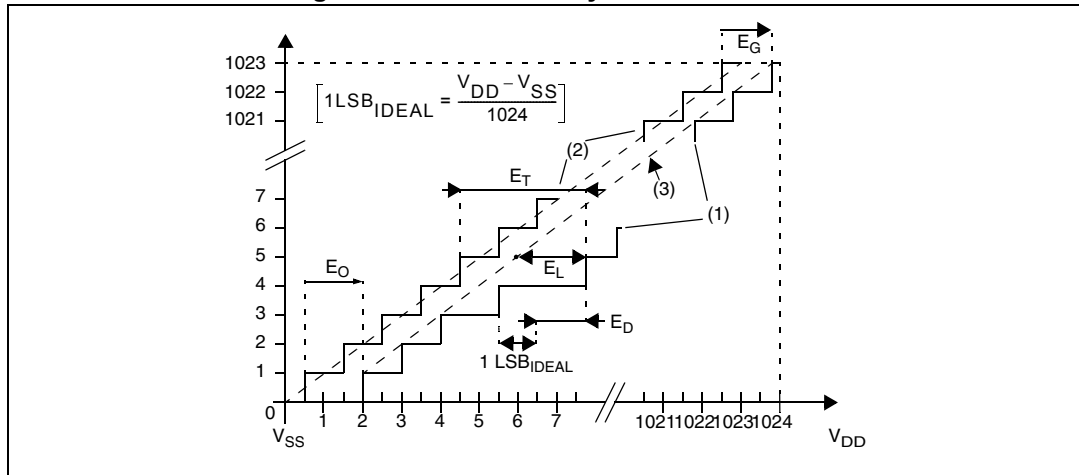 E_G
1023
1022
1021
[1LSB_IDEAL = (V_DD – V_SS) / 1024]
(2)
(3)
(1)
E_T
7
6
5
4
3
2
1
0
E_O
E_L
E_D
1 LSB_IDEAL
1 2 3 4 5 6 7 1021 1022 1023 1024
V_SS
V_DD